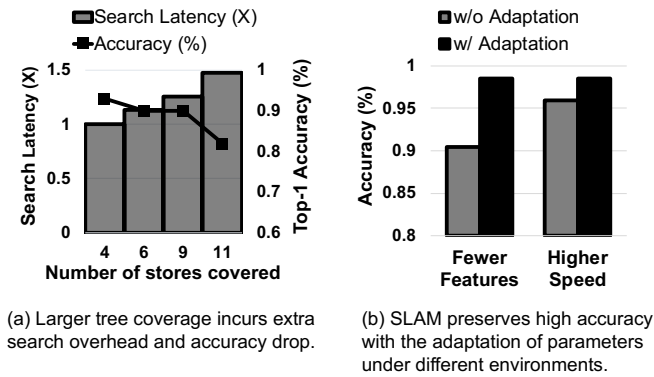 Search Latency (X)
Accuracy (%)
1.5
1
0.5
0
Search Latency (X)
1
0.9
0.8
0.7
0.6
Top-1 Accuracy (%)
4 6 9 11
Number of stores covered
(a) Larger tree coverage incurs extra
search overhead and accuracy drop.
w/o Adaptation
w/ Adaptation
1
0.95
0.9
0.85
0.8
Accuracy (%)
Fewer Higher
Features Speed
(b) SLAM preserves high accuracy
with the adaptation of parameters
under different environments.